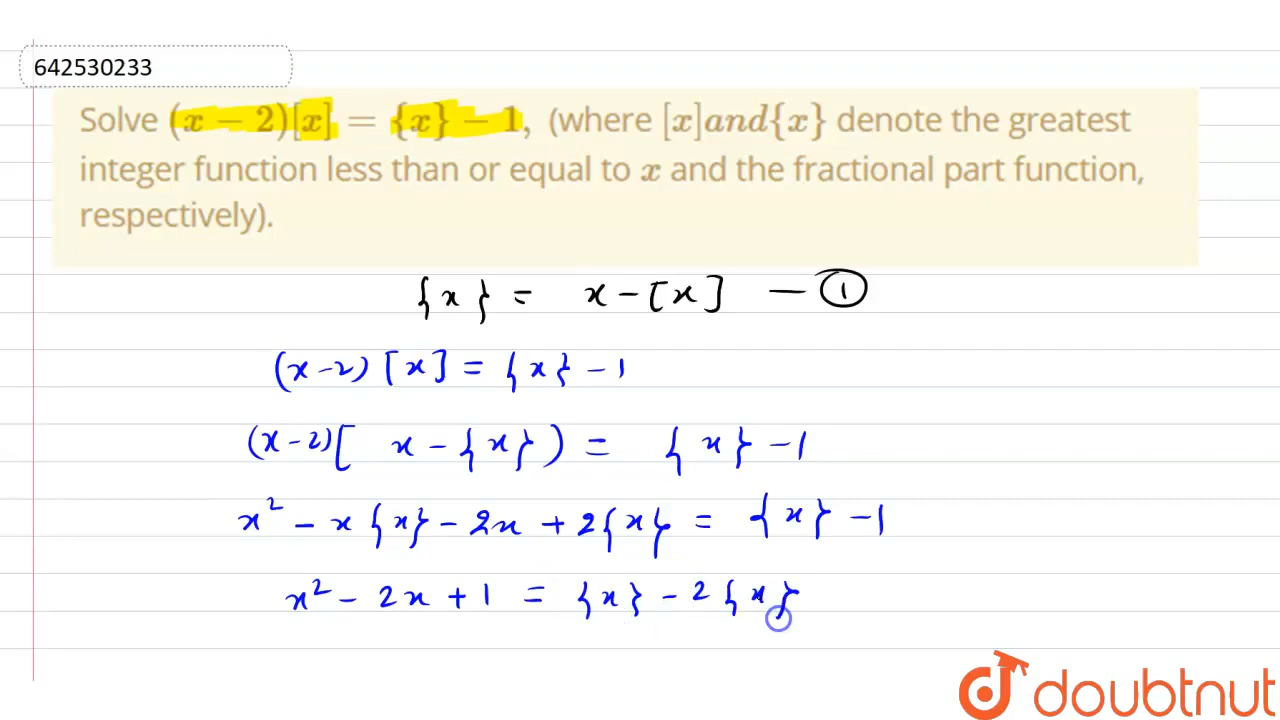 642530233
Solve (x − 2)[x] = {x} − 1, (where [x]and{x} denote the greatest
integer function less than or equal to x and the fractional part function,
respectively).
{x} = x - [x] — ①
(x-2) [x] = {x} - 1
(x-2)[ x - {x}) = {x} - 1
x² - x {x} - 2x + 2{x} = {x} - 1
x² - 2x + 1 = {x} - 2{x}
doubtnut